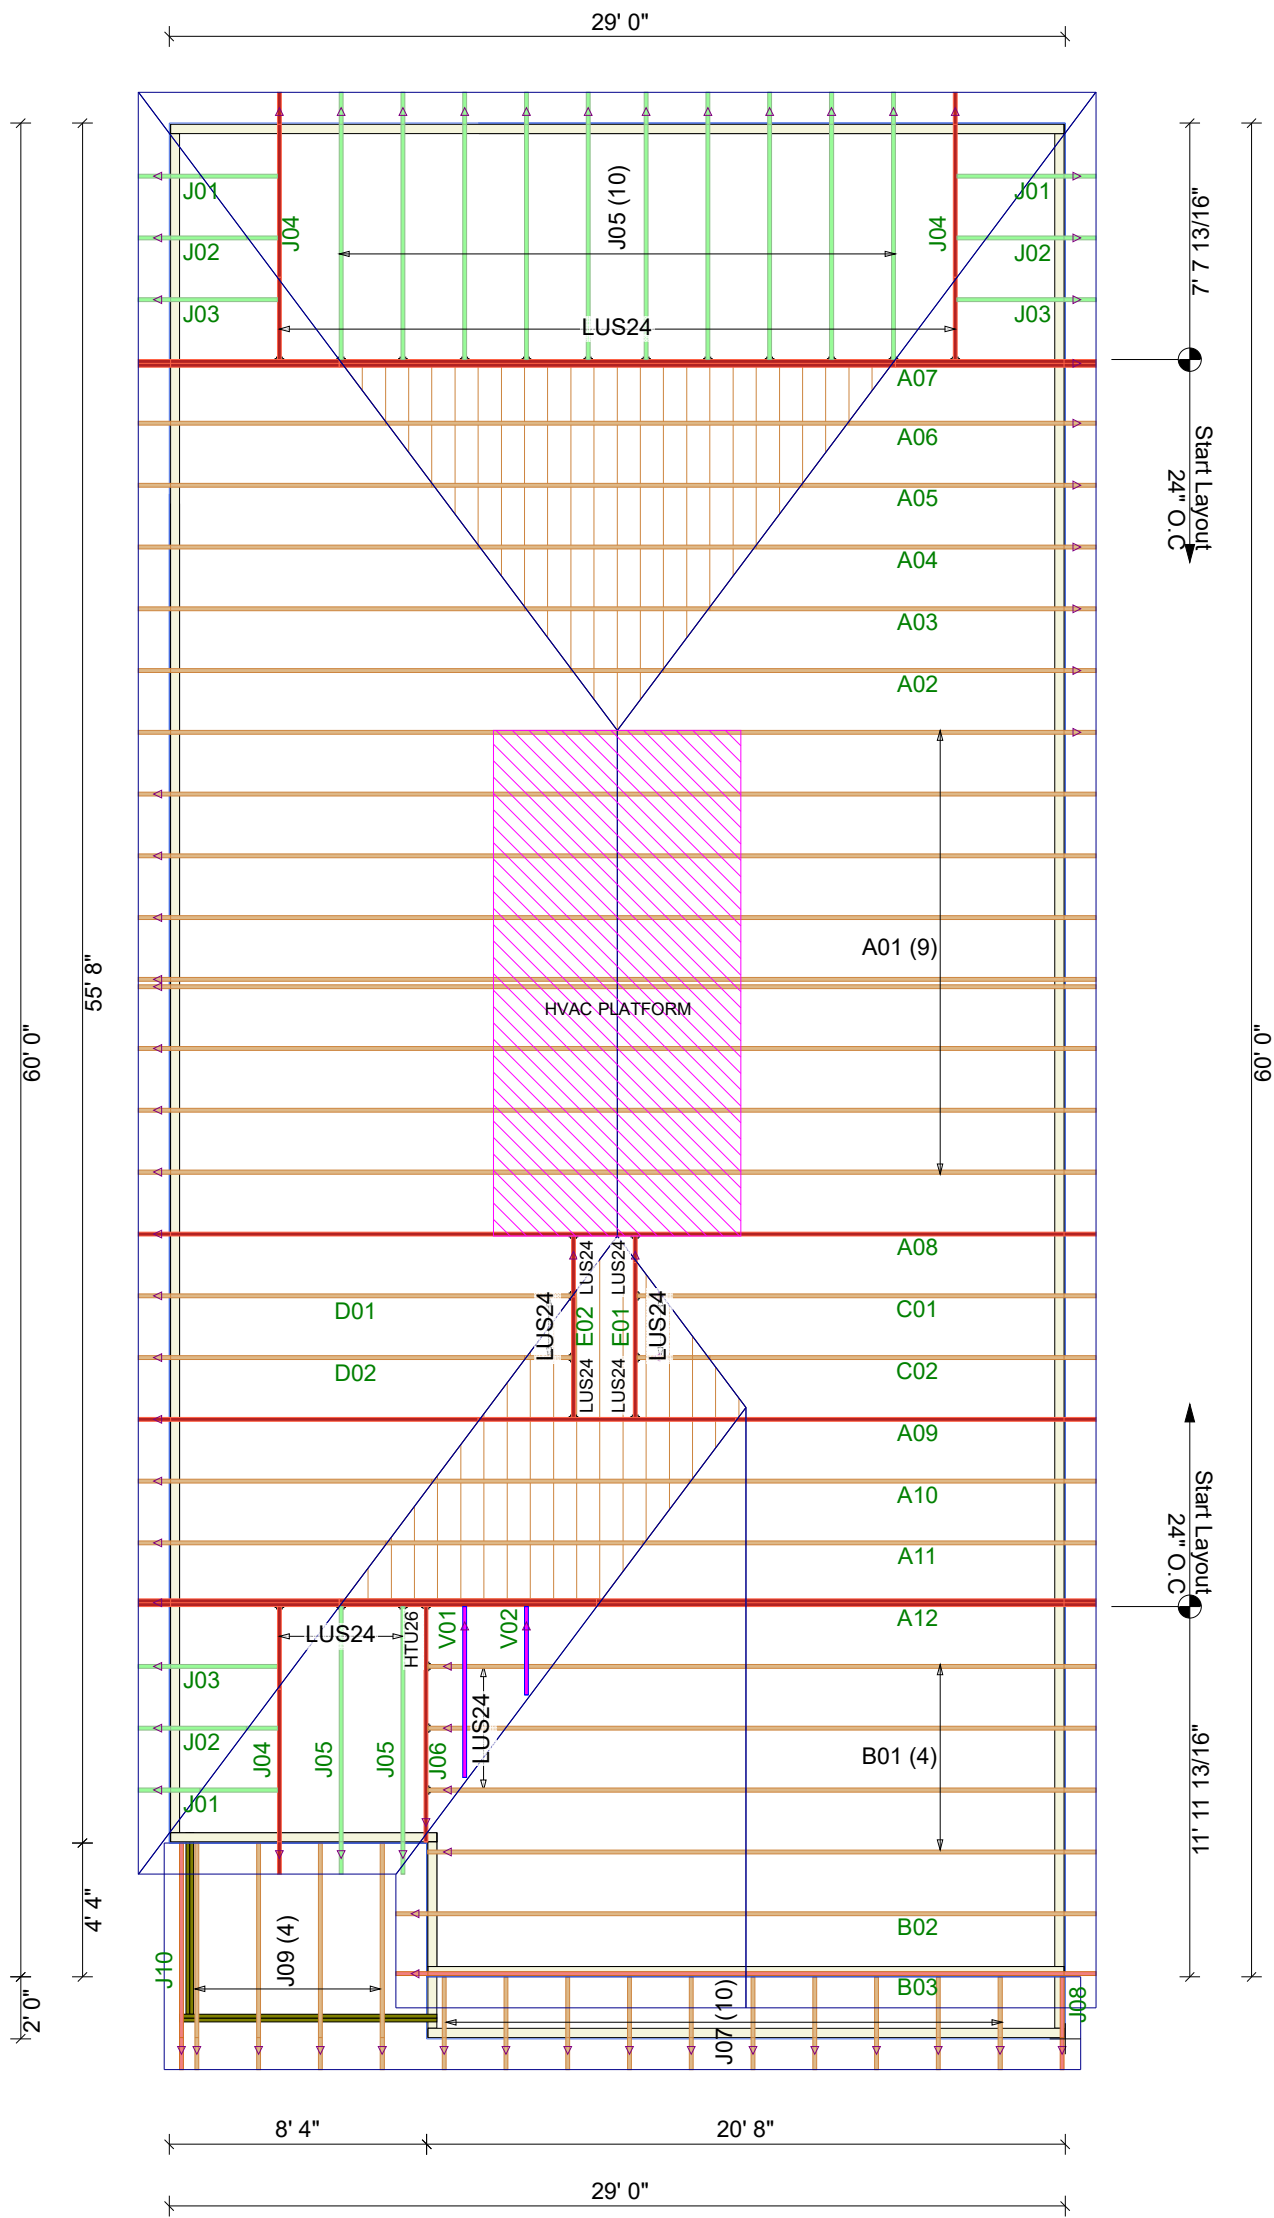 29' 0"
J01
J01
J04
J05 (10)
J04
7' 7 13/16"
J02
J02
J03
J03
LUS24
A07
A06
Start Layout
24" O.C
A05
A04
A03
A02
A01 (9)
55' 8"
HVAC PLATFORM
60' 0"
60' 0"
A08
LUS24
LUS24
LUS24
E02
E01
LUS24
D01
C01
D02
C02
LUS24
LUS24
A09
A10
Start Layout
24" O.C
A11
A12
LUS24
HTU26
V01
V02
J03
LUS24
J02
J04
J05
J05
J06
B01 (4)
11' 11 13/16"
J01
4' 4"
B02
J10
J09 (4)
B03
J08
2' 0"
J07 (10)
8' 4"
20' 8"
29' 0"